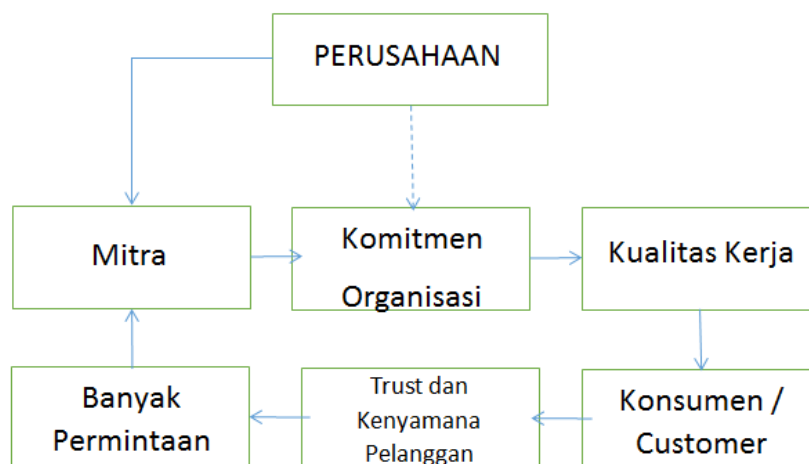 PERUSAHAAN
Mitra
Komitmen
Organisasi
Kualitas Kerja
Banyak
Permintaan
Trust dan
Kenyamana
Pelanggan
Konsumen /
Customer